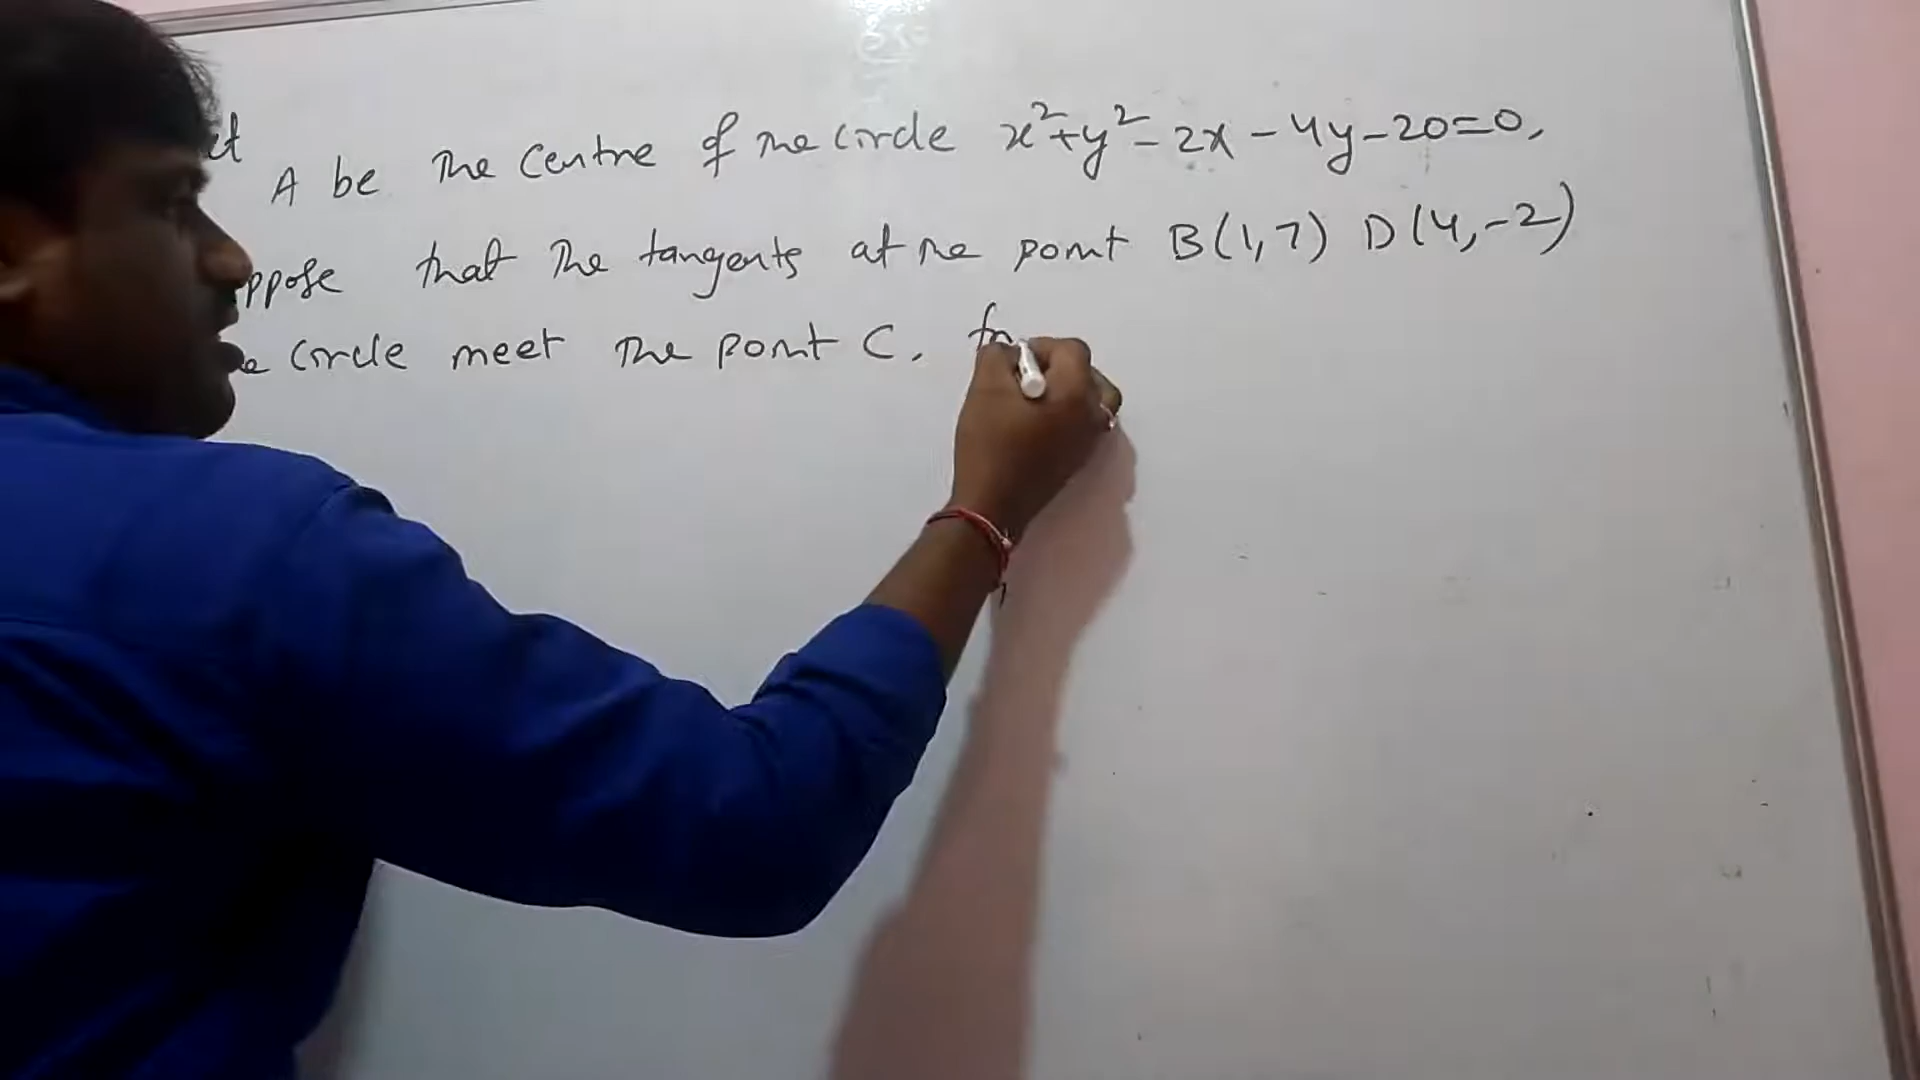 A be the centre of the circle x²+y²-2x-4y-20=0,
that the tangents at the point B(1,7) D(4,-2)
circle meet the point C.